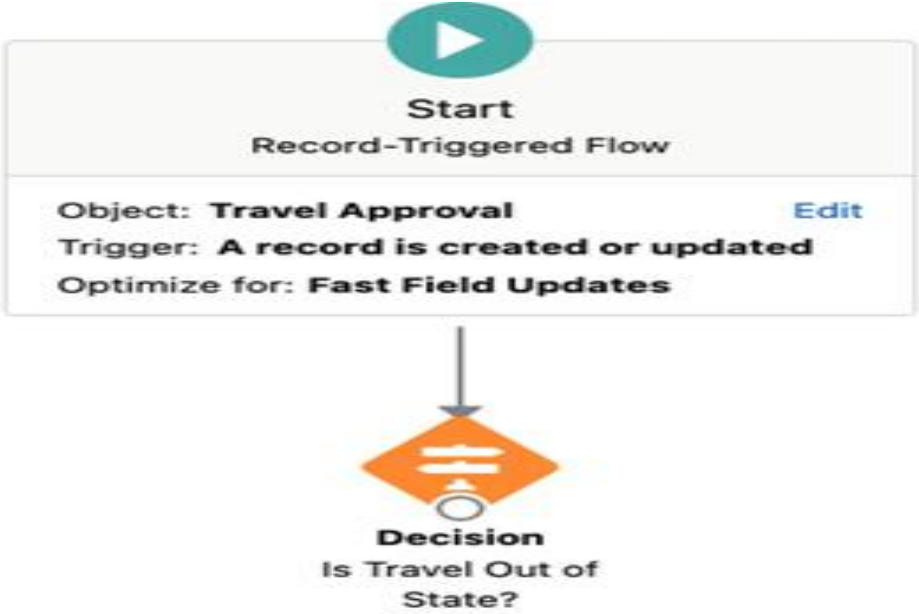 Start
Record-Triggered Flow
Object: Travel Approval Edit
Trigger: A record is created or updated
Optimize for: Fast Field Updates
Decision
Is Travel Out of
State?